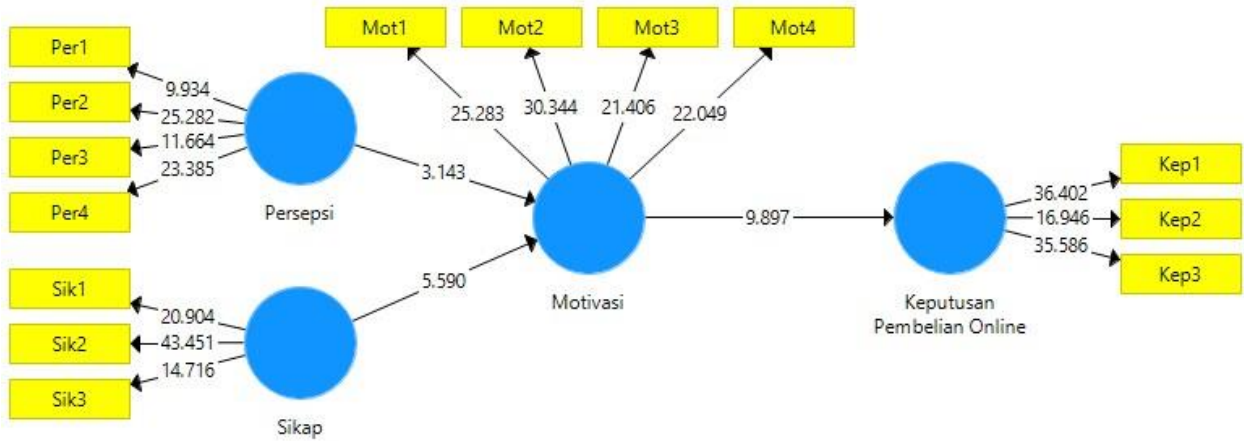 Mot1
Mot2
Mot3
Mot4
Per1
Per2
Per3
Per4
9.934
25.282
11.664
23.385
Persepsi
25.283
30.344
21.406
22.049
3.143
Sik1
Sik2
Sik3
20.904
43.451
14.716
Sikap
5.590
Motivasi
9.897
Keputusan
Pembelian Online
36.402
16.946
35.586
Kep1
Kep2
Kep3